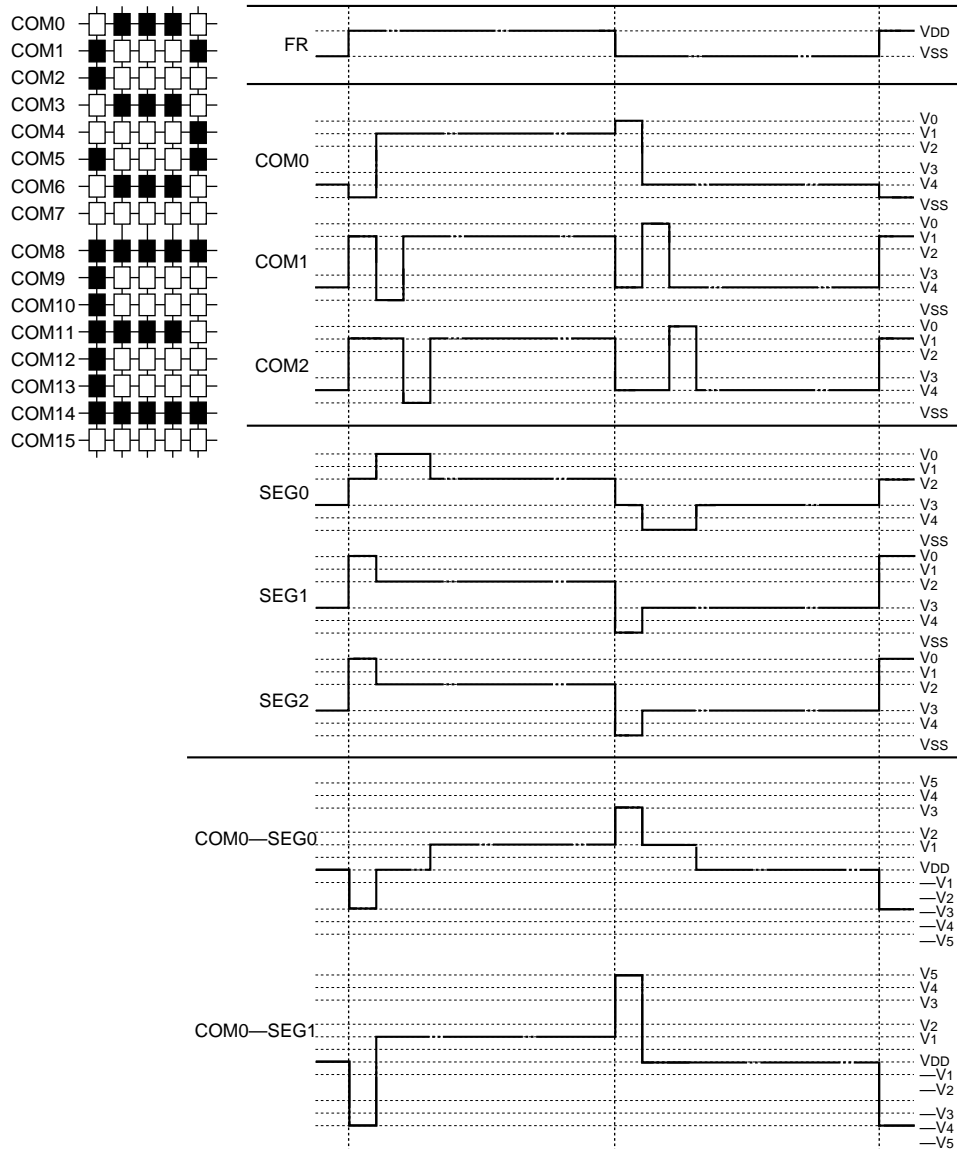 COM0
COM1
COM2
COM3
COM4
COM5
COM6
COM7
COM8
COM9
COM10
COM11
COM12
COM13
COM14
COM15
FR
VDD
VSS
COM0
V0
V1
V2
V3
V4
VSS
COM1
V0
V1
V2
V3
V4
VSS
COM2
V0
V1
V2
V3
V4
VSS
SEG0
V0
V1
V2
V3
V4
VSS
SEG1
V0
V1
V2
V3
V4
VSS
SEG2
V0
V1
V2
V3
V4
VSS
COM0—SEG0
V5
V4
V3
V2
V1
VDD
—V1
—V2
—V3
—V4
—V5
COM0—SEG1
V5
V4
V3
V2
V1
VDD
—V1
—V2
—V3
—V4
—V5